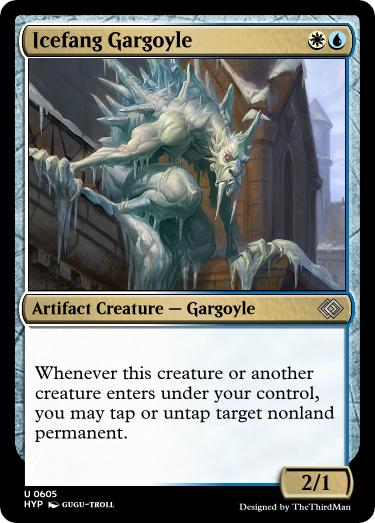 Icefang Gargoyle
Artifact Creature — Gargoyle
Whenever this creature or another
creature enters under your control,
you may tap or untap target nonland
permanent.
2/1
U 0605
HYP GUGU-TROLL
Designed by TheThirdMan